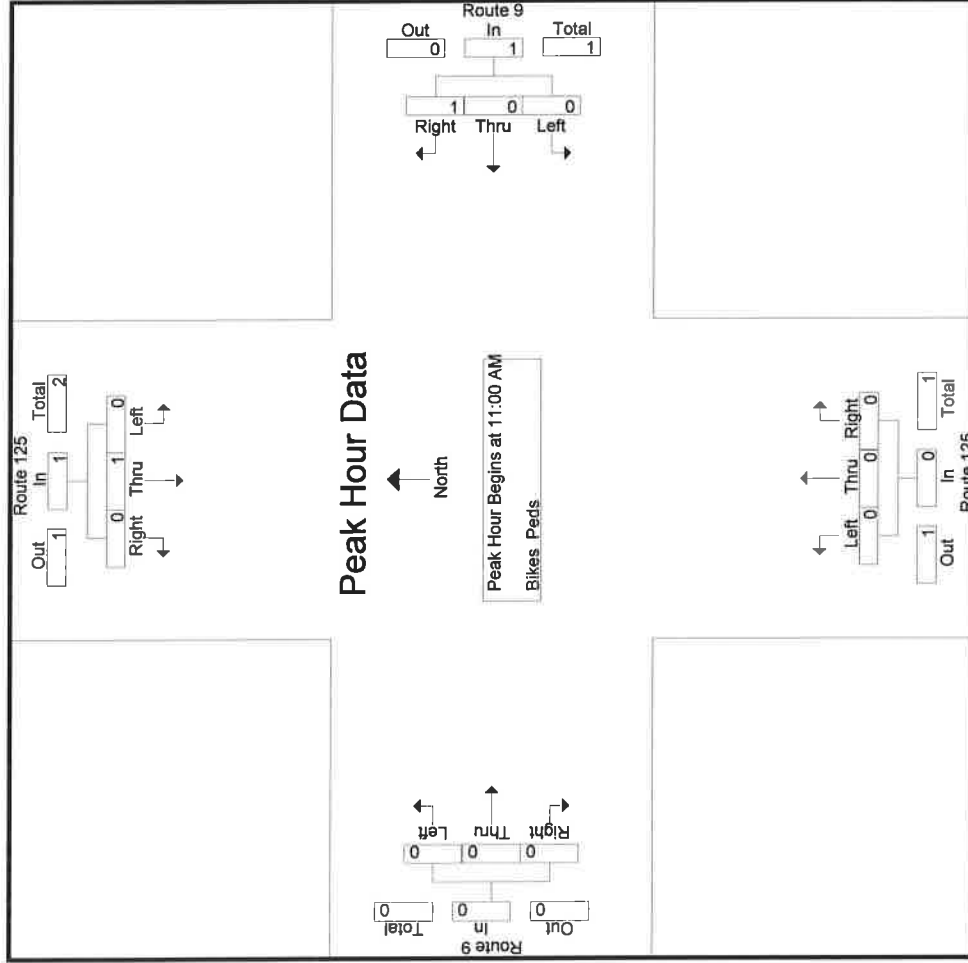 Route 125
Out In Total
1 1 2
0 1 0
Right Thru Left
Route 9
Out In Total
0 1 1
1 0 0
Right Thru Left
Peak Hour Data
North
Peak Hour Begins at 11:00 AM
Bikes Peds
Left Thru Right
0 0 0
0 0 0
Total In Out
Route 9
Left Thru Right
0 0 0
1 0 1
Out In Total
Route 125